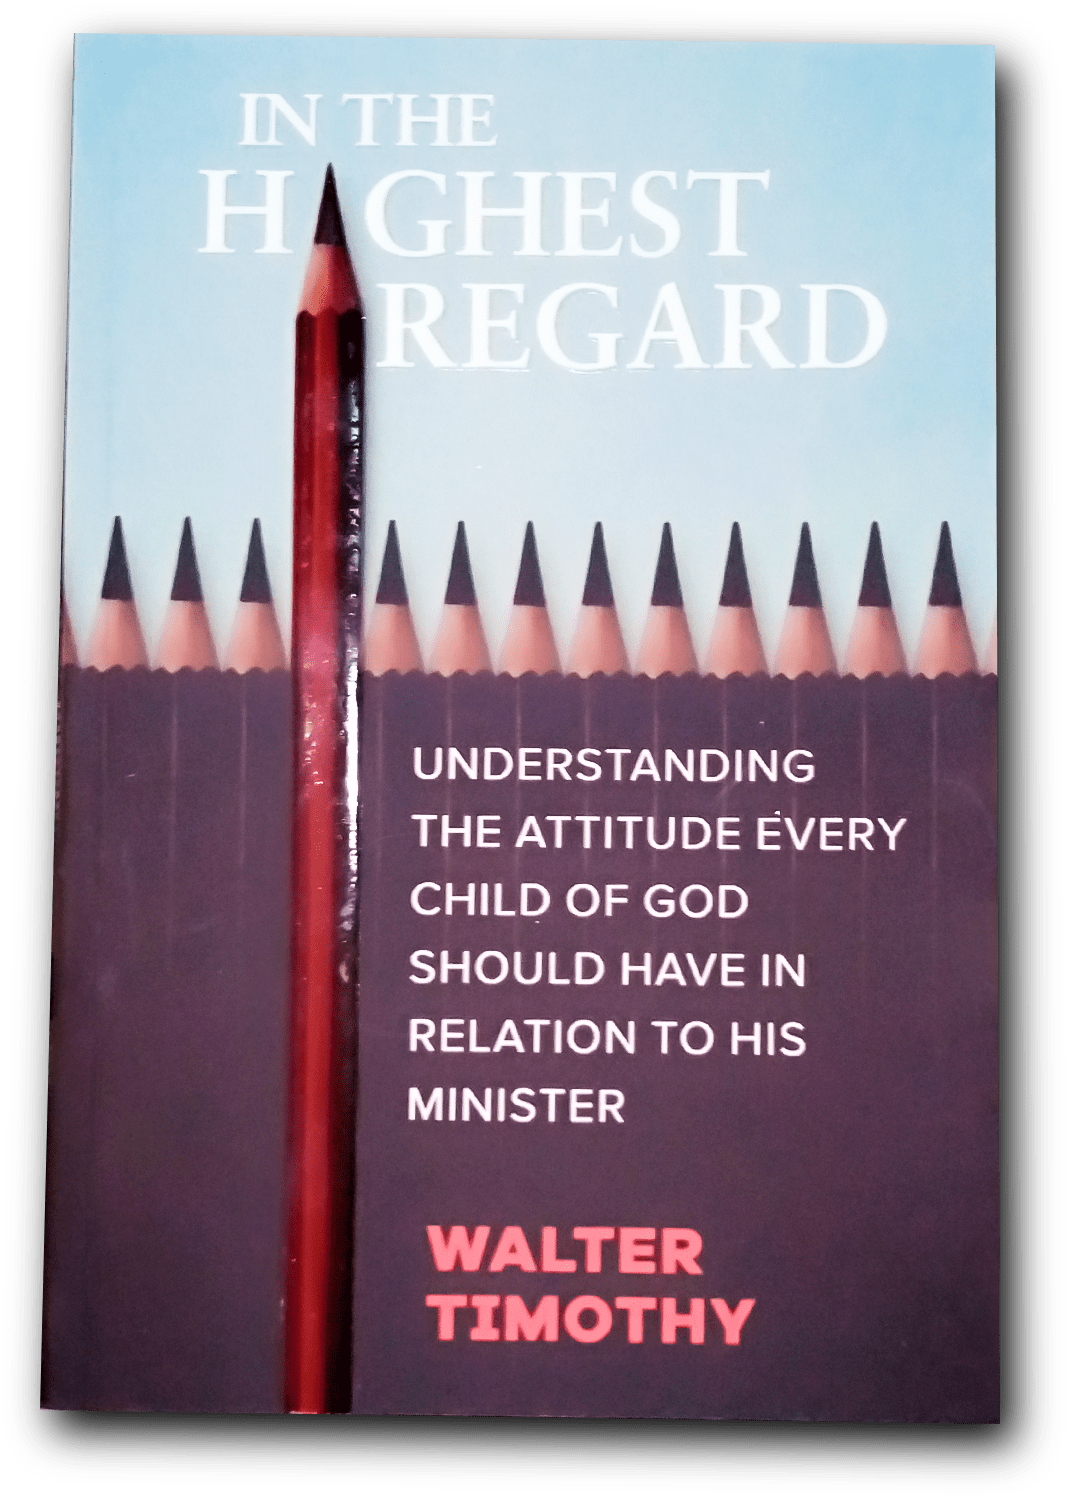 IN THE
HIGHEST
REGARD
UNDERSTANDING
THE ATTITUDE EVERY
CHILD OF GOD
SHOULD HAVE IN
RELATION TO HIS
MINISTER
WALTER
TIMOTHY